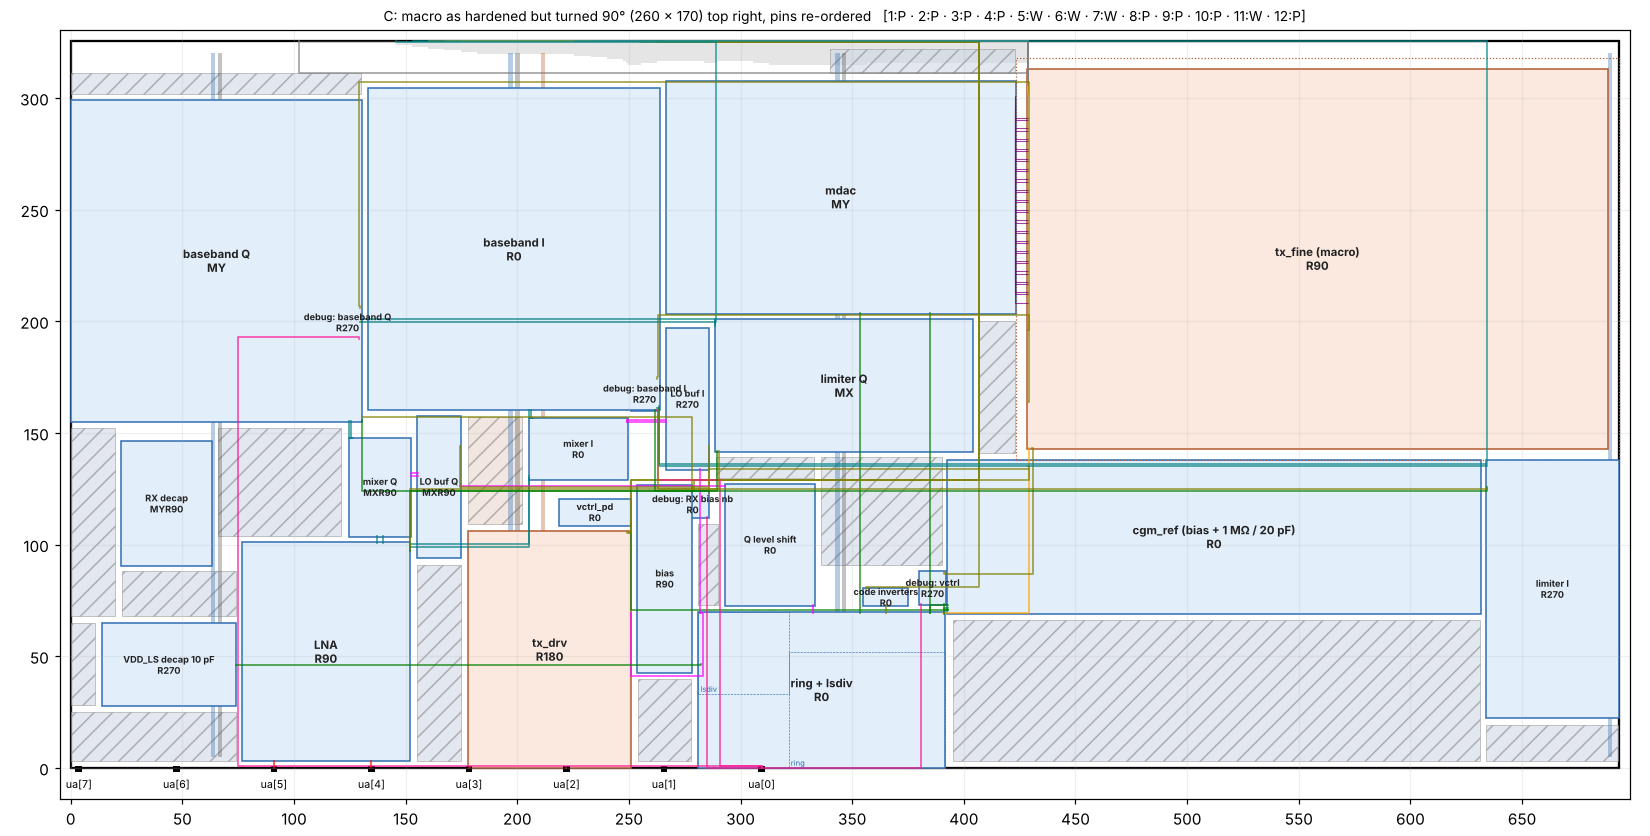 C: macro as hardened but turned 90° (260 × 170) top right, pins re-ordered [1:P · 2:P · 3:P · 4:P · 5:W · 6:W · 7:W · 8:P · 9:P · 10:P · 11:W · 12:P]
300
250
200
150
100
50
0
mdac
MY
baseband I
R0
baseband Q
MY
tx_fine (macro)
R90
debug: baseband Q
R270
debug: baseband I
R270
LO buf I
R270
limiter Q
MX
mixer I
R0
RX decap
MYR90
mixer Q
MXR90
LO buf Q
MXR90
vctrl_pd
R0
debug: RX bias nb
R0
Q level shift
R0
cgm_ref (bias + 1 MΩ / 20 pF)
R0
bias
R90
code inverters
R0
debug: vctrl
R270
limiter I
R270
VDD_LS decap 10 pF
R270
LNA
R90
tx_drv
R180
ring + lsdiv
R0
lsdiv
ring
ua[7]
ua[6]
ua[5]
ua[4]
ua[3]
ua[2]
ua[1]
ua[0]
0
50
100
150
200
250
300
350
400
450
500
550
600
650